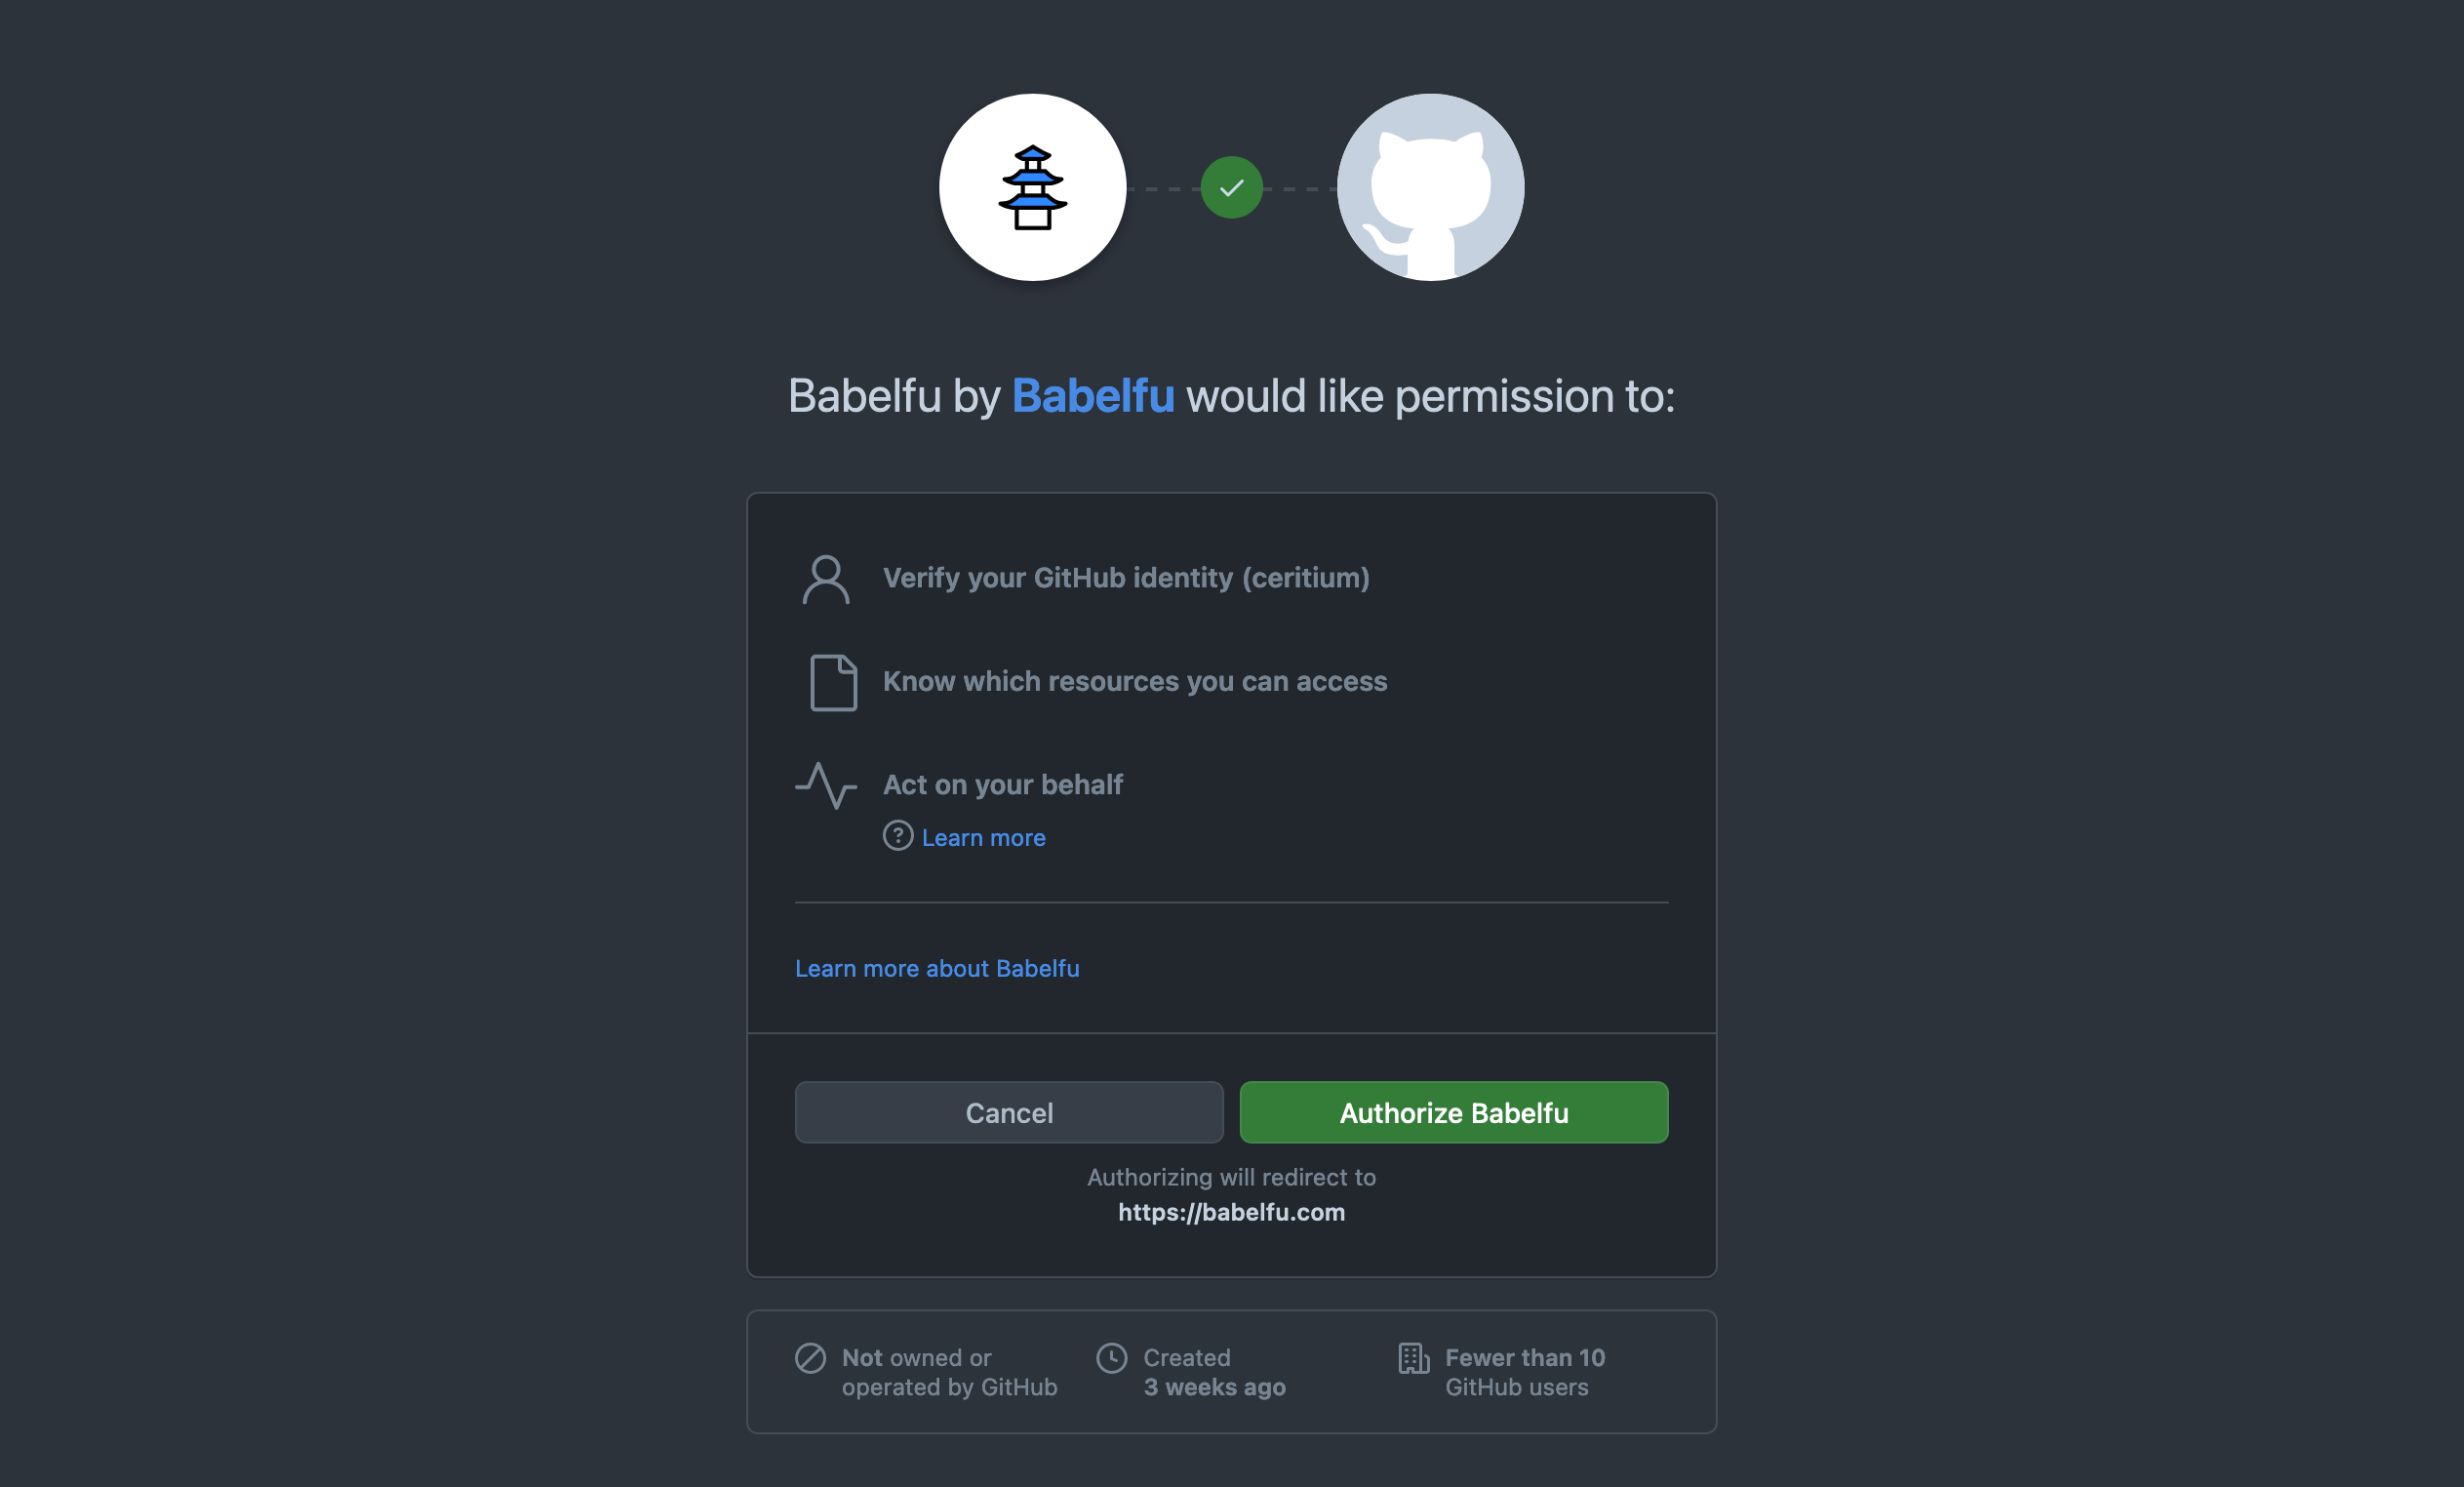 Babelfu by Babelfu would like permission to:
Verify your GitHub identity (ceritium)
Know which resources you can access
Act on your behalf
Learn more
Learn more about Babelfu
Cancel
Authorize Babelfu
Authorizing will redirect to
https://babelfu.com
Not owned or
operated by GitHub
Created
3 weeks ago
Fewer than 10
GitHub users